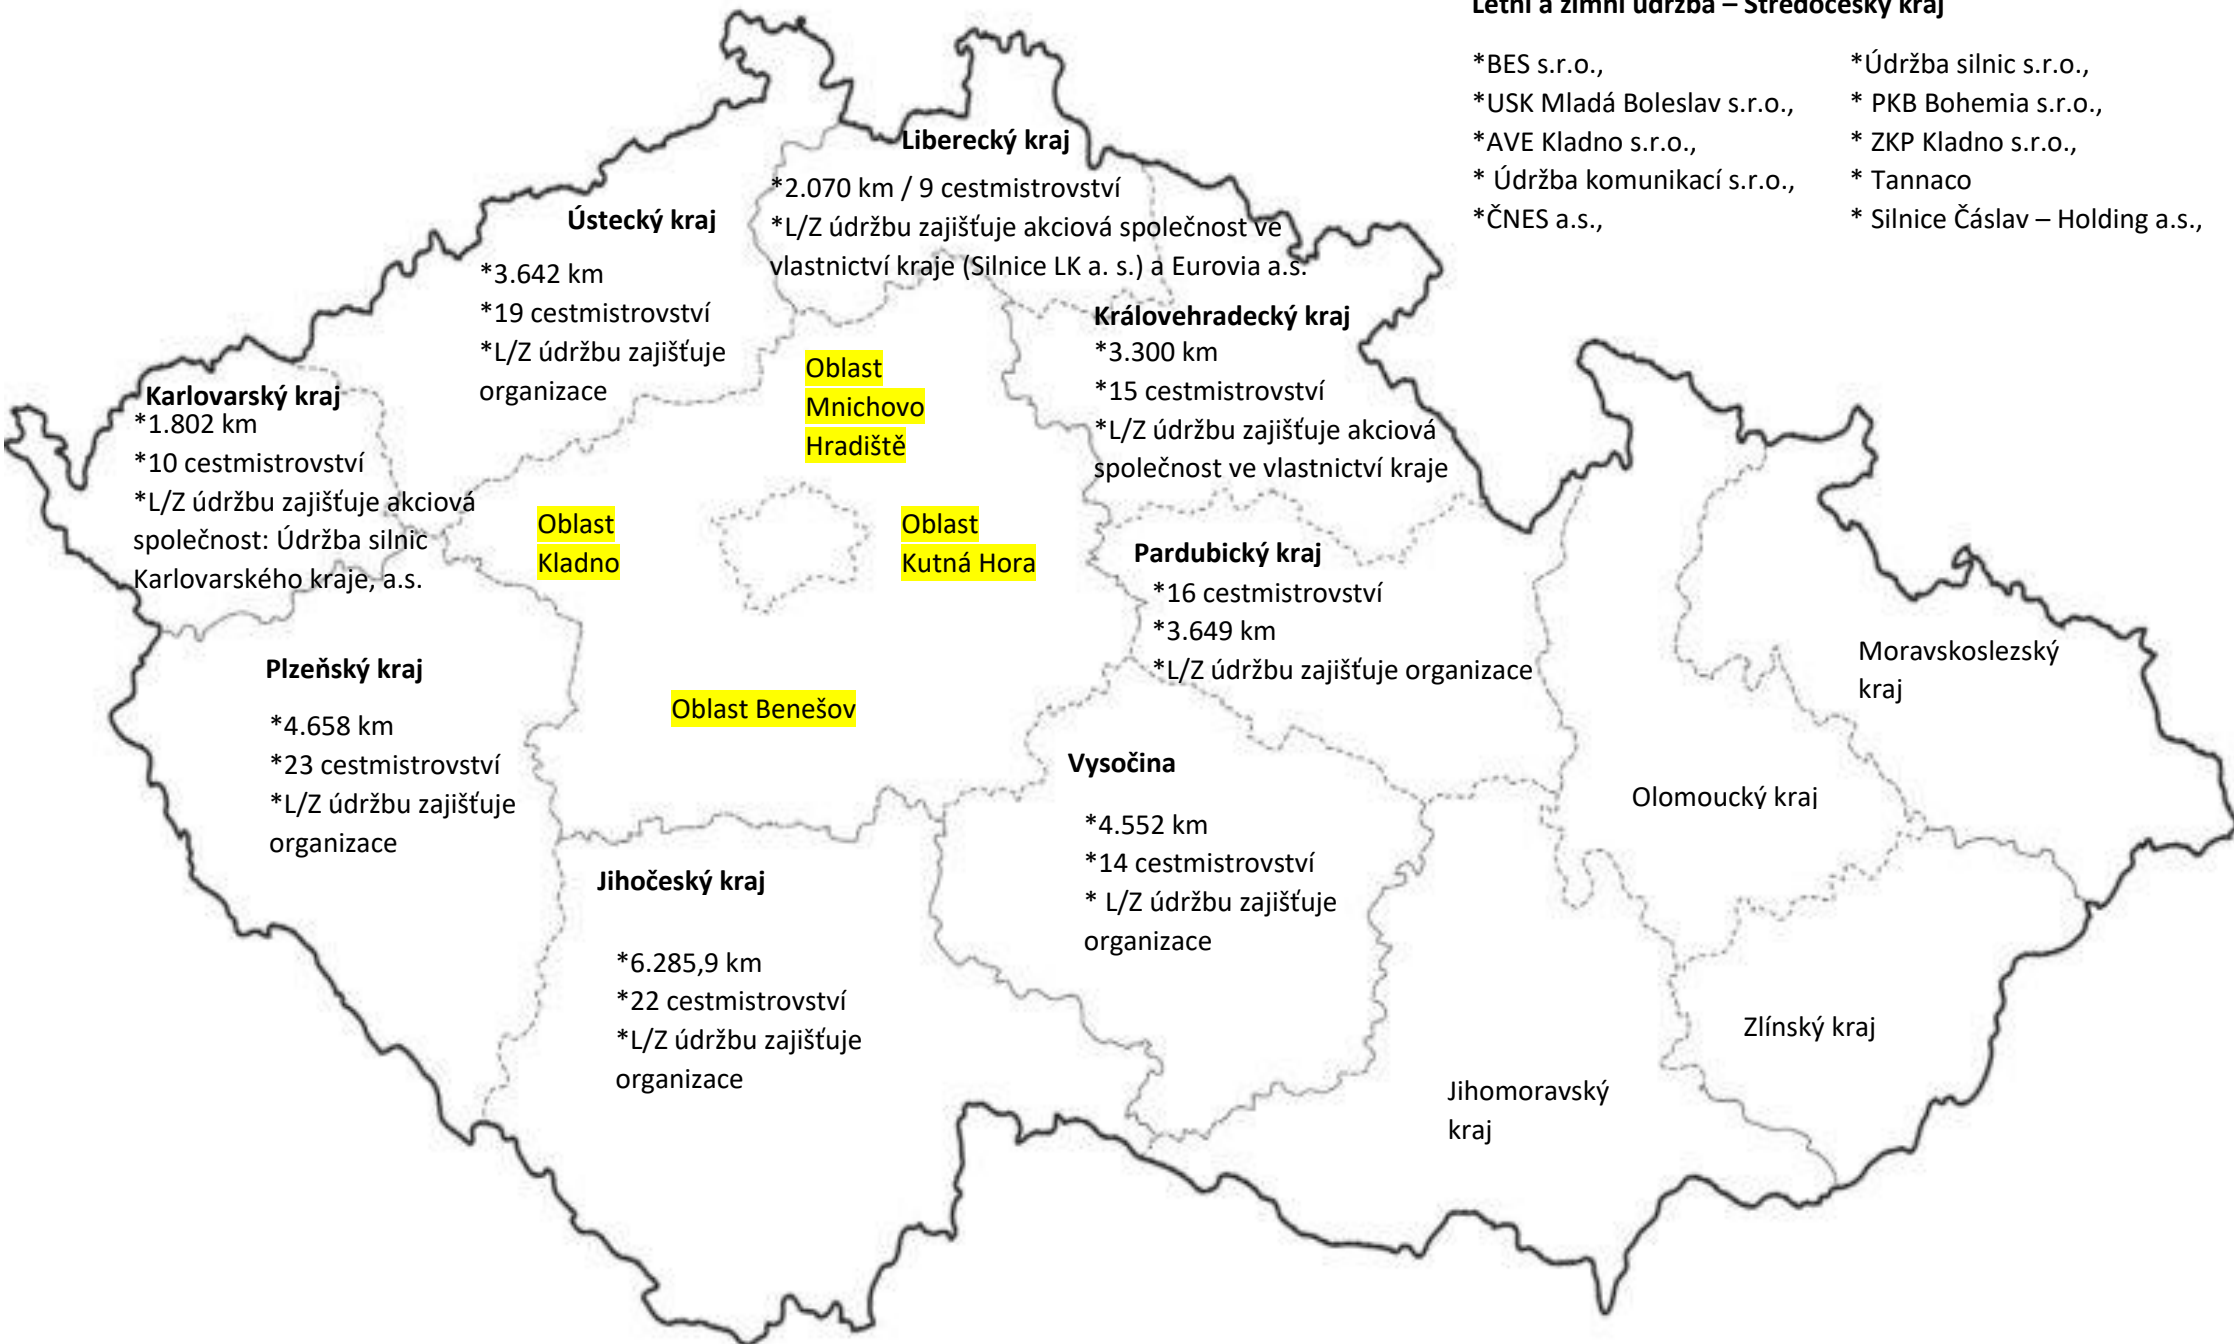 Letní a zimní údržba – Středočeský kraj
*BES s.r.o.,
*USK Mladá Boleslav s.r.o.,
*AVE Kladno s.r.o.,
* Údržba komunikací s.r.o.,
*ČNES a.s.,
*Údržba silnic s.r.o.,
* PKB Bohemia s.r.o.,
* ZKP Kladno s.r.o.,
* Tannaco
* Silnice Čáslav – Holding a.s.,
Liberecký kraj
*2.070 km / 9 cestmistrovství
*L/Z údržbu zajišťuje akciová společnost ve
vlastnictví kraje (Silnice LK a. s.) a Eurovia a.s.
Ústecký kraj
*3.642 km
*19 cestmistrovství
*L/Z údržbu zajišťuje
organizace
Královehradecký kraj
*3.300 km
*15 cestmistrovství
*L/Z údržbu zajišťuje akciová
společnost ve vlastnictví kraje
Karlovarský kraj
*1.802 km
*10 cestmistrovství
*L/Z údržbu zajišťuje akciová
společnost: Údržba silnic
Karlovarského kraje, a.s.
Oblast
Mnichovo
Hradiště
Oblast
Kladno
Oblast
Kutná Hora
Oblast Benešov
Pardubický kraj
*16 cestmistrovství
*3.649 km
*L/Z údržbu zajišťuje organizace
Plzeňský kraj
*4.658 km
*23 cestmistrovství
*L/Z údržbu zajišťuje
organizace
Vysočina
*4.552 km
*14 cestmistrovství
* L/Z údržbu zajišťuje
organizace
Jihočeský kraj
*6.285,9 km
*22 cestmistrovství
*L/Z údržbu zajišťuje
organizace
Moravskoslezský
kraj
Olomoucký kraj
Zlínský kraj
Jihomoravský
kraj